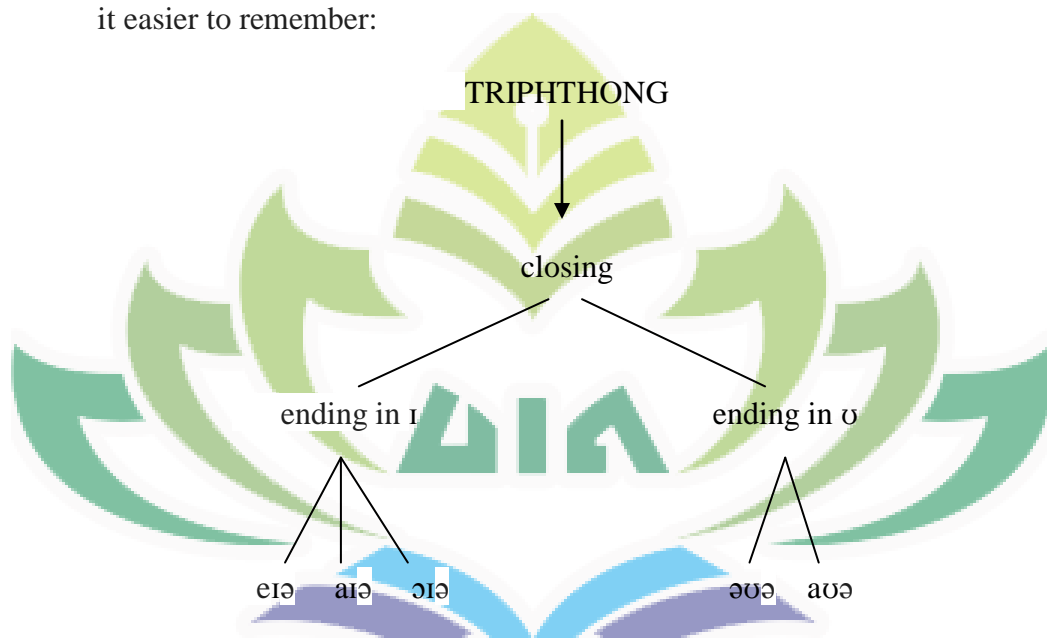 it easier to remember:
TRIPHTHONG
closing
ending in ɪ ending in ʊ
eɪə aɪə ɔɪə əʊə aʊə